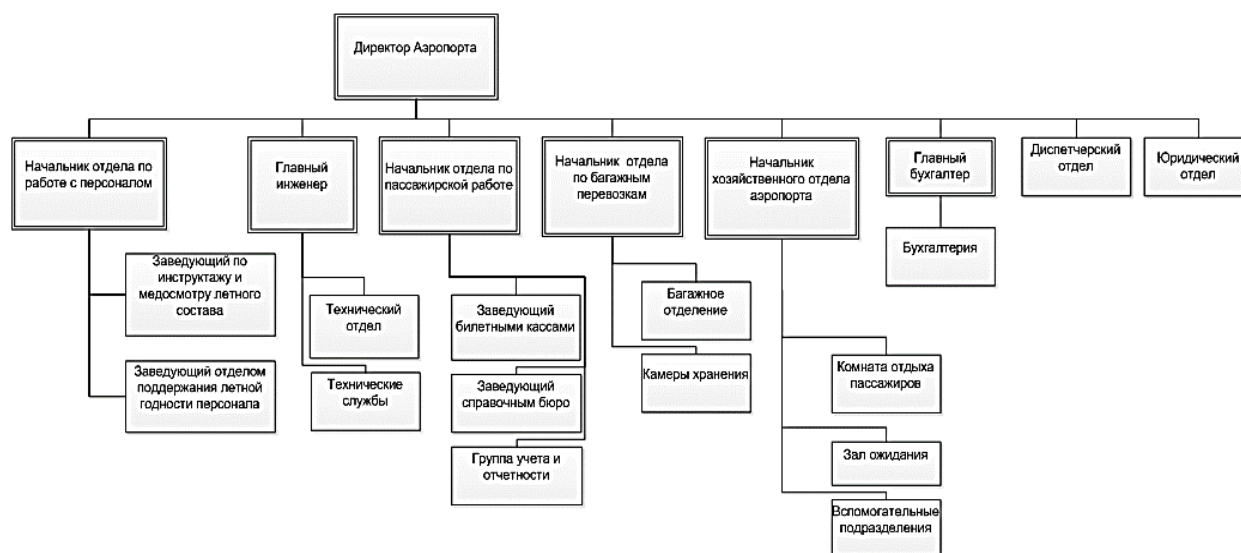 Директор Аэропорта
Начальник отдела по
работе с персоналом
Главный
инженер
Начальник отдела по
пассажирской работе
Начальник отдела
по багажным
перевозкам
Начальник
хозяйственного отдела
аэропорта
Главный
бухгалтер
Диспетчерский
отдел
Юридический
отдел
Бухгалтерия
Заведующий по
инструктажу и
медосмотру летного
состава
Заведующий отделом
поддержания летной
годности персонала
Технический
отдел
Технические
службы
Заведующий
билетными кассами
Заведующий
справочным бюро
Группа учета и
отчетности
Багажное
отделение
Камеры хранения
Комната отдыха
пассажиров
Зал ожидания
Вспомогательные
подразделения